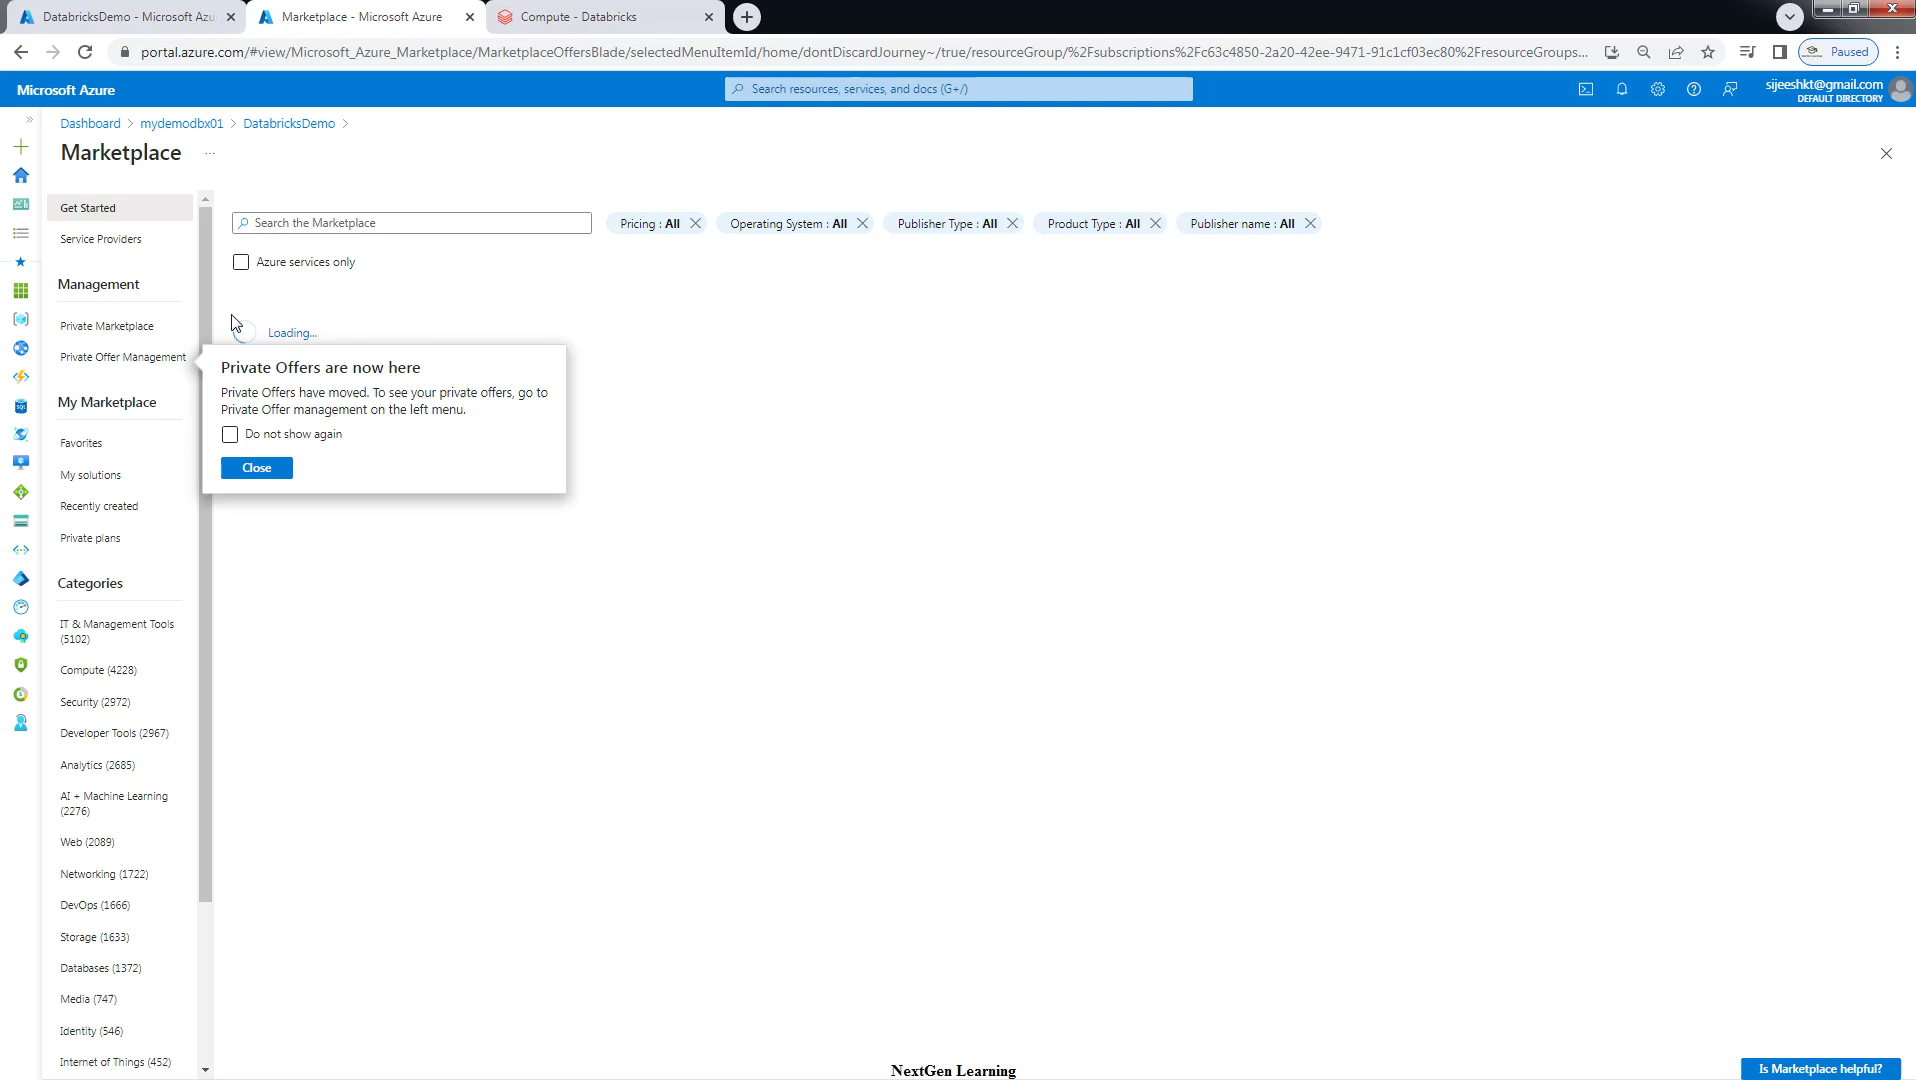 DatabricksDemo - Microsoft Azu
Marketplace - Microsoft Azure
Compute - Databricks
portal.azure.com/#view/Microsoft_Azure_Marketplace/MarketplaceOffersBlade/selectedMenuItemId/home/dontDiscardJourney~/true/resourceGroup/%2Fsubscriptions%2Fc63c4850-2a20-42ee-9471-91c1cf03ec80%2FresourceGroups...
Paused
Microsoft Azure
Search resources, services, and docs (G+/)
sijeeshkt@gmail.com
DEFAULT DIRECTORY
Dashboard > mydemodbx01 > DatabricksDemo >
Marketplace ...
Get Started
Service Providers
Management
Private Marketplace
Private Offer Management
My Marketplace
Favorites
My solutions
Recently created
Private plans
Categories
IT & Management Tools
(5102)
Compute (4228)
Security (2972)
Developer Tools (2967)
Analytics (2685)
AI + Machine Learning
(2276)
Web (2089)
Networking (1722)
DevOps (1666)
Storage (1633)
Databases (1372)
Media (747)
Identity (546)
Internet of Things (452)
Search the Marketplace
Pricing : All
Operating System : All
Publisher Type : All
Product Type : All
Publisher name : All
Azure services only
Loading...
Private Offers are now here
Private Offers have moved. To see your private offers, go to
Private Offer management on the left menu.
Do not show again
Close
NextGen Learning
Is Marketplace helpful?